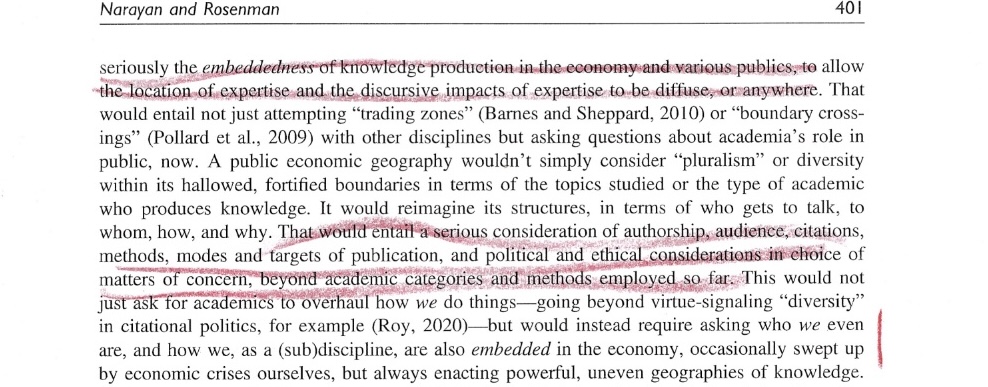 Narayan and Rosenman 401
seriously the embeddedness of knowledge production in the economy and various publics, to allow
the location of expertise and the discursive impacts of expertise to be diffuse, or anywhere. That
would entail not just attempting “trading zones” (Barnes and Sheppard, 2010) or “boundary cross-
ings” (Pollard et al., 2009) with other disciplines but asking questions about academia’s role in
public, now. A public economic geography wouldn’t simply consider “pluralism” or diversity
within its hallowed, fortified boundaries in terms of the topics studied or the type of academic
who produces knowledge. It would reimagine its structures, in terms of who gets to talk, to
whom, how, and why. That would entail a serious consideration of authorship, audience, citations,
methods, modes and targets of publication, and political and ethical considerations in choice of
matters of concern, beyond academic categories and methods employed so far. This would not
just ask for academics to overhaul how we do things—going beyond virtue-signaling “diversity”
in citational politics, for example (Roy, 2020)—but would instead require asking who we even
are, and how we, as a (sub)discipline, are also embedded in the economy, occasionally swept up
by economic crises ourselves, but always enacting powerful, uneven geographies of knowledge.